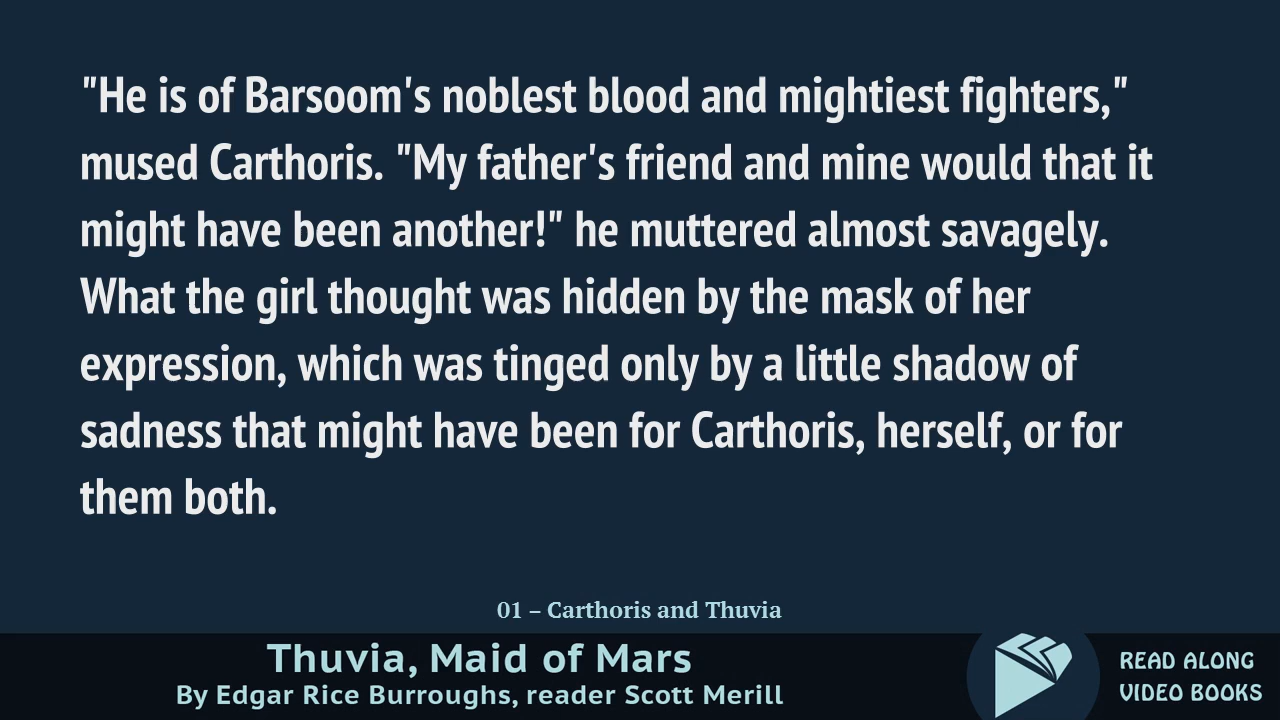 "He is of Barsoom's noblest blood and mightiest fighters,"
mused Carthoris. "My father's friend and mine would that it
might have been another!" he muttered almost savagely.
What the girl thought was hidden by the mask of her
expression, which was tinged only by a little shadow of
sadness that might have been for Carthoris, herself, or for
them both.
01 – Carthoris and Thuvia
Thuvia, Maid of Mars
By Edgar Rice Burroughs, reader Scott Merill
READ ALONG
VIDEO BOOKS